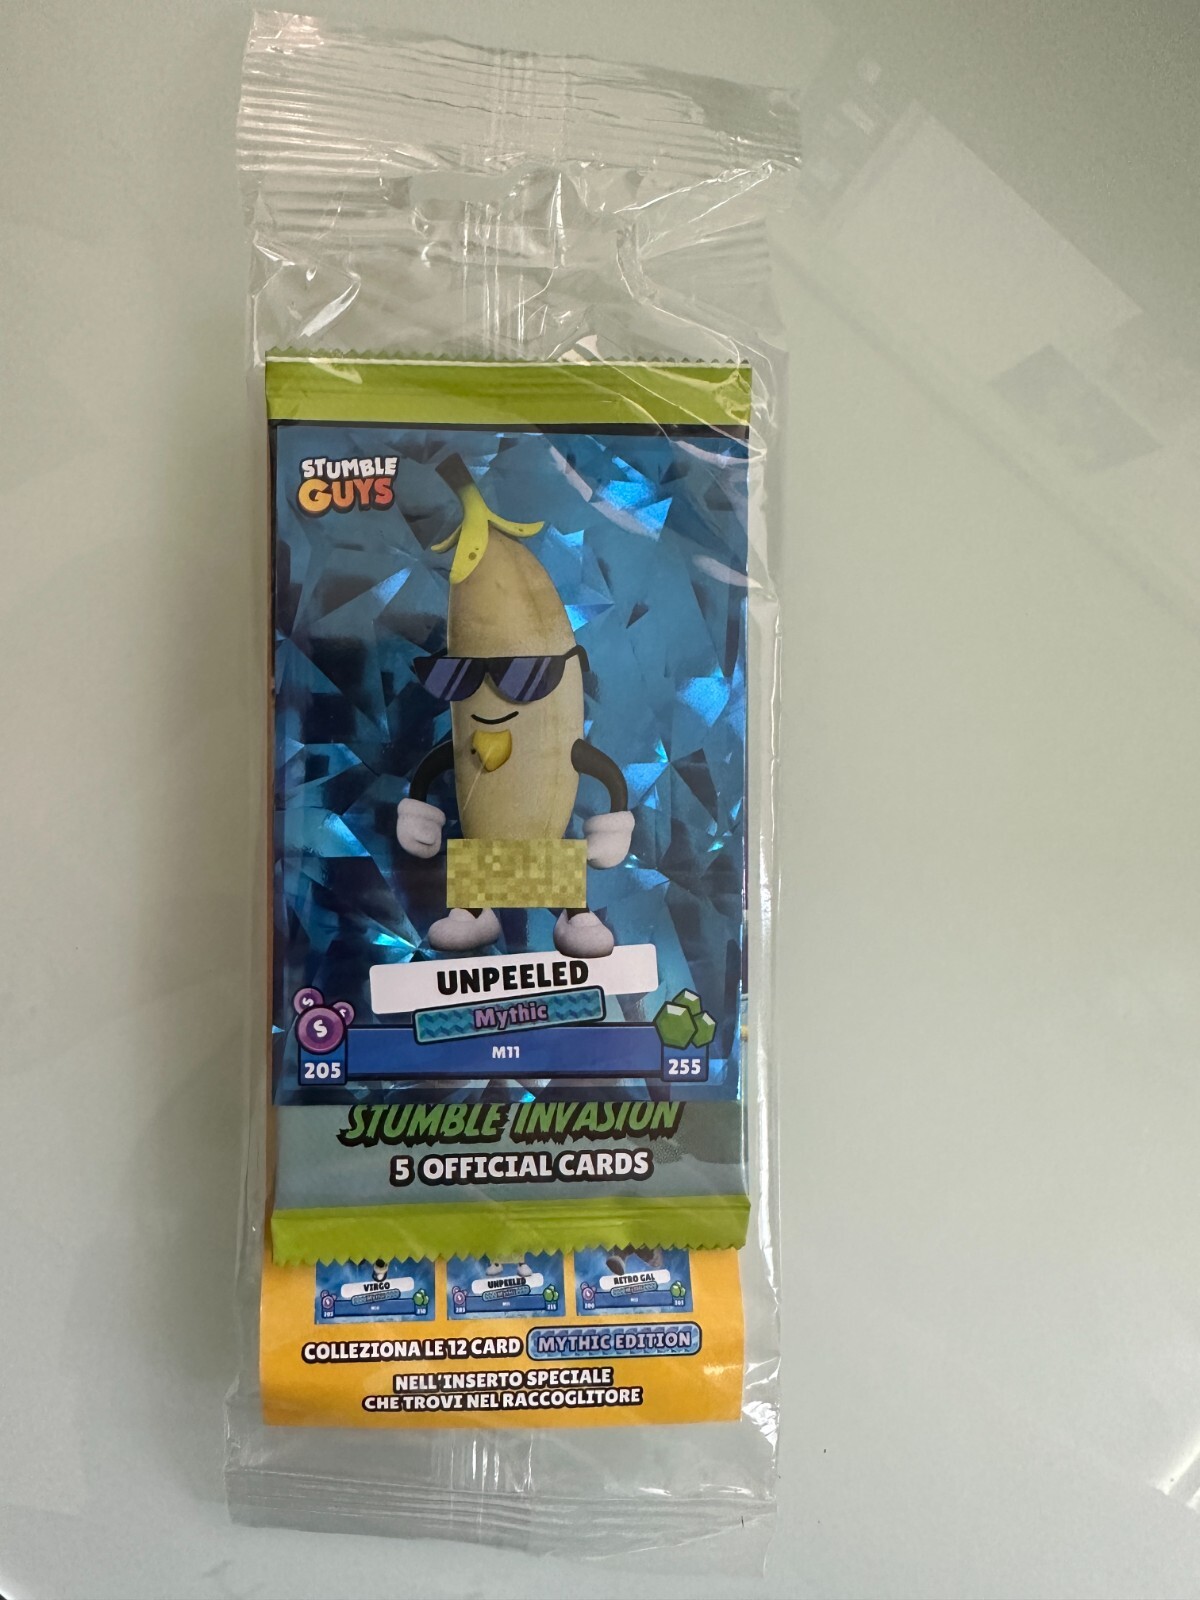 STUMBLE
GUYS
UNPEELED
Mythic
M11
205
255
STUMBLE INVASION
5 OFFICIAL CARDS
VIRGO
UNPEELED
RETRO GAL
COLLEZIONA LE 12 CARD MYTHIC EDITION
NELL'INSERTO SPECIALE
CHE TROVI NEL RACCOGLITORE